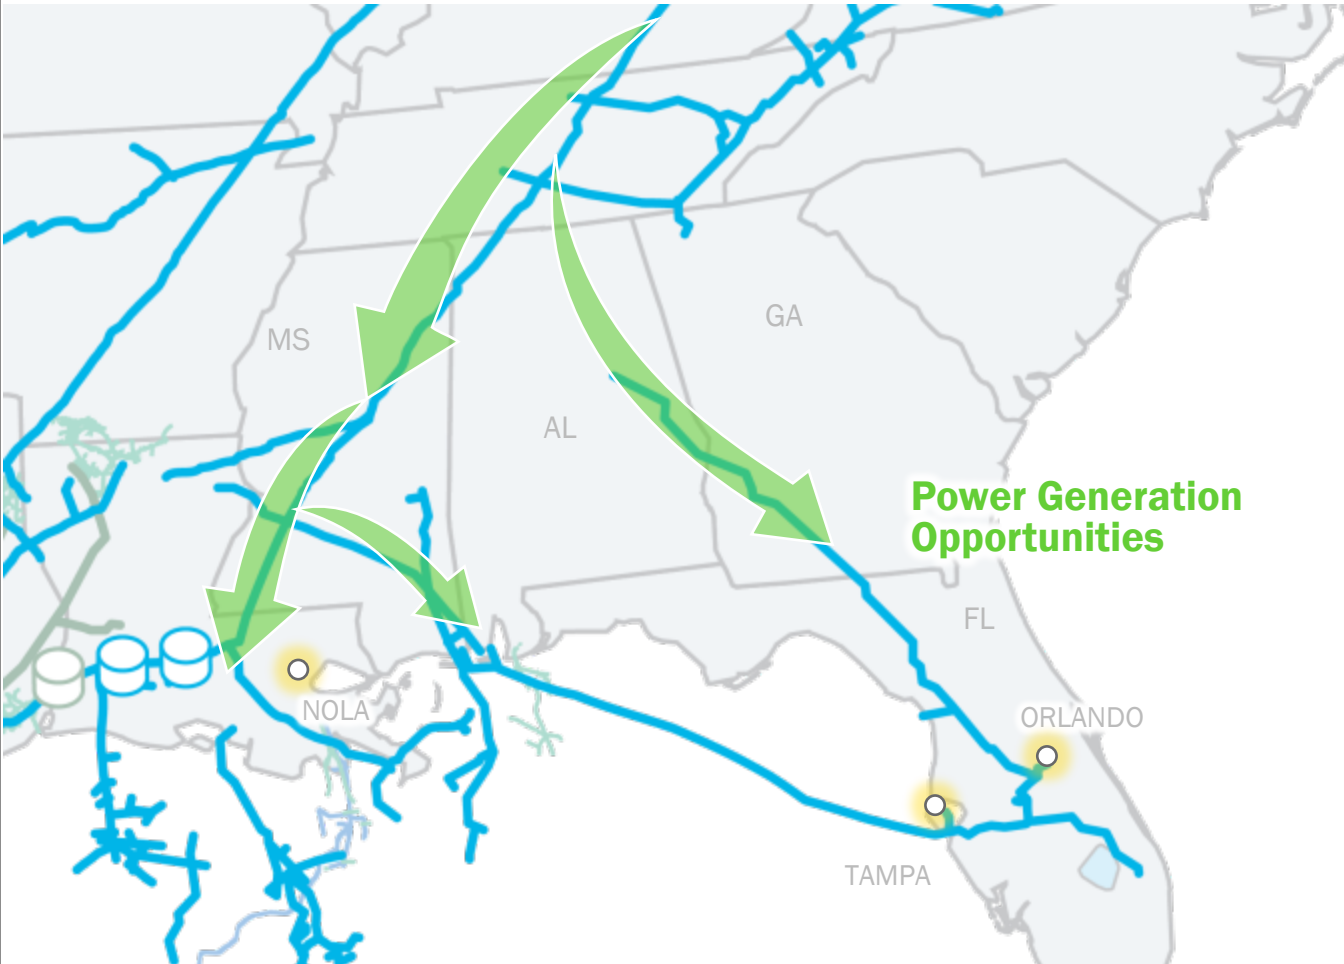 MS
GA
AL
Power Generation
Opportunities
FL
NOLA
ORLANDO
TAMPA